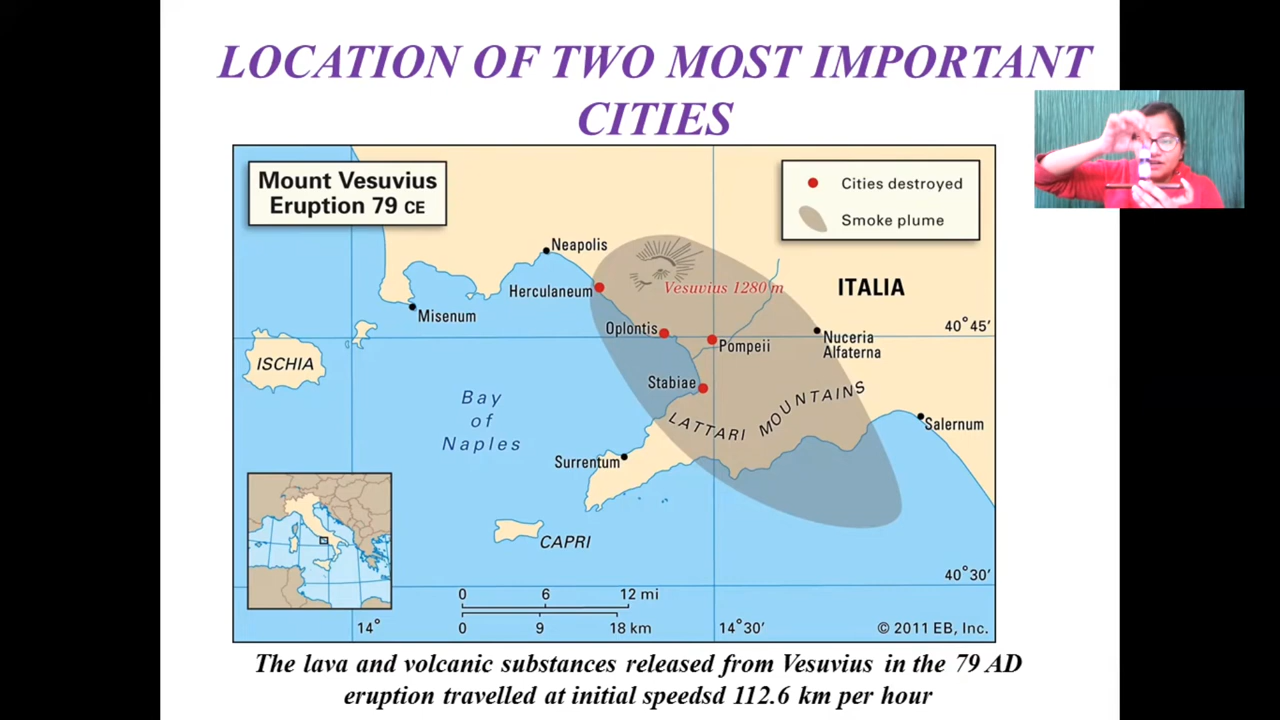 LOCATION OF TWO MOST IMPORTANT
CITIES
Mount Vesuvius
Eruption 79 CE
Cities destroyed
Smoke plume
Neapolis
Herculaneum
Vesuvius 1280 m
ITALIA
Misenum
Oplontis
Pompeii
Nuceria
Alfaterna
40°45'
ISCHIA
Stabiae
Bay
of
Naples
LATTARI MOUNTAINS
Salernum
Surrentum
CAPRI
40°30'
0 6 12 mi
0 9 18 km
14°
14°30'
© 2011 EB, Inc.
The lava and volcanic substances released from Vesuvius in the 79 AD
eruption travelled at initial speedsd 112.6 km per hour